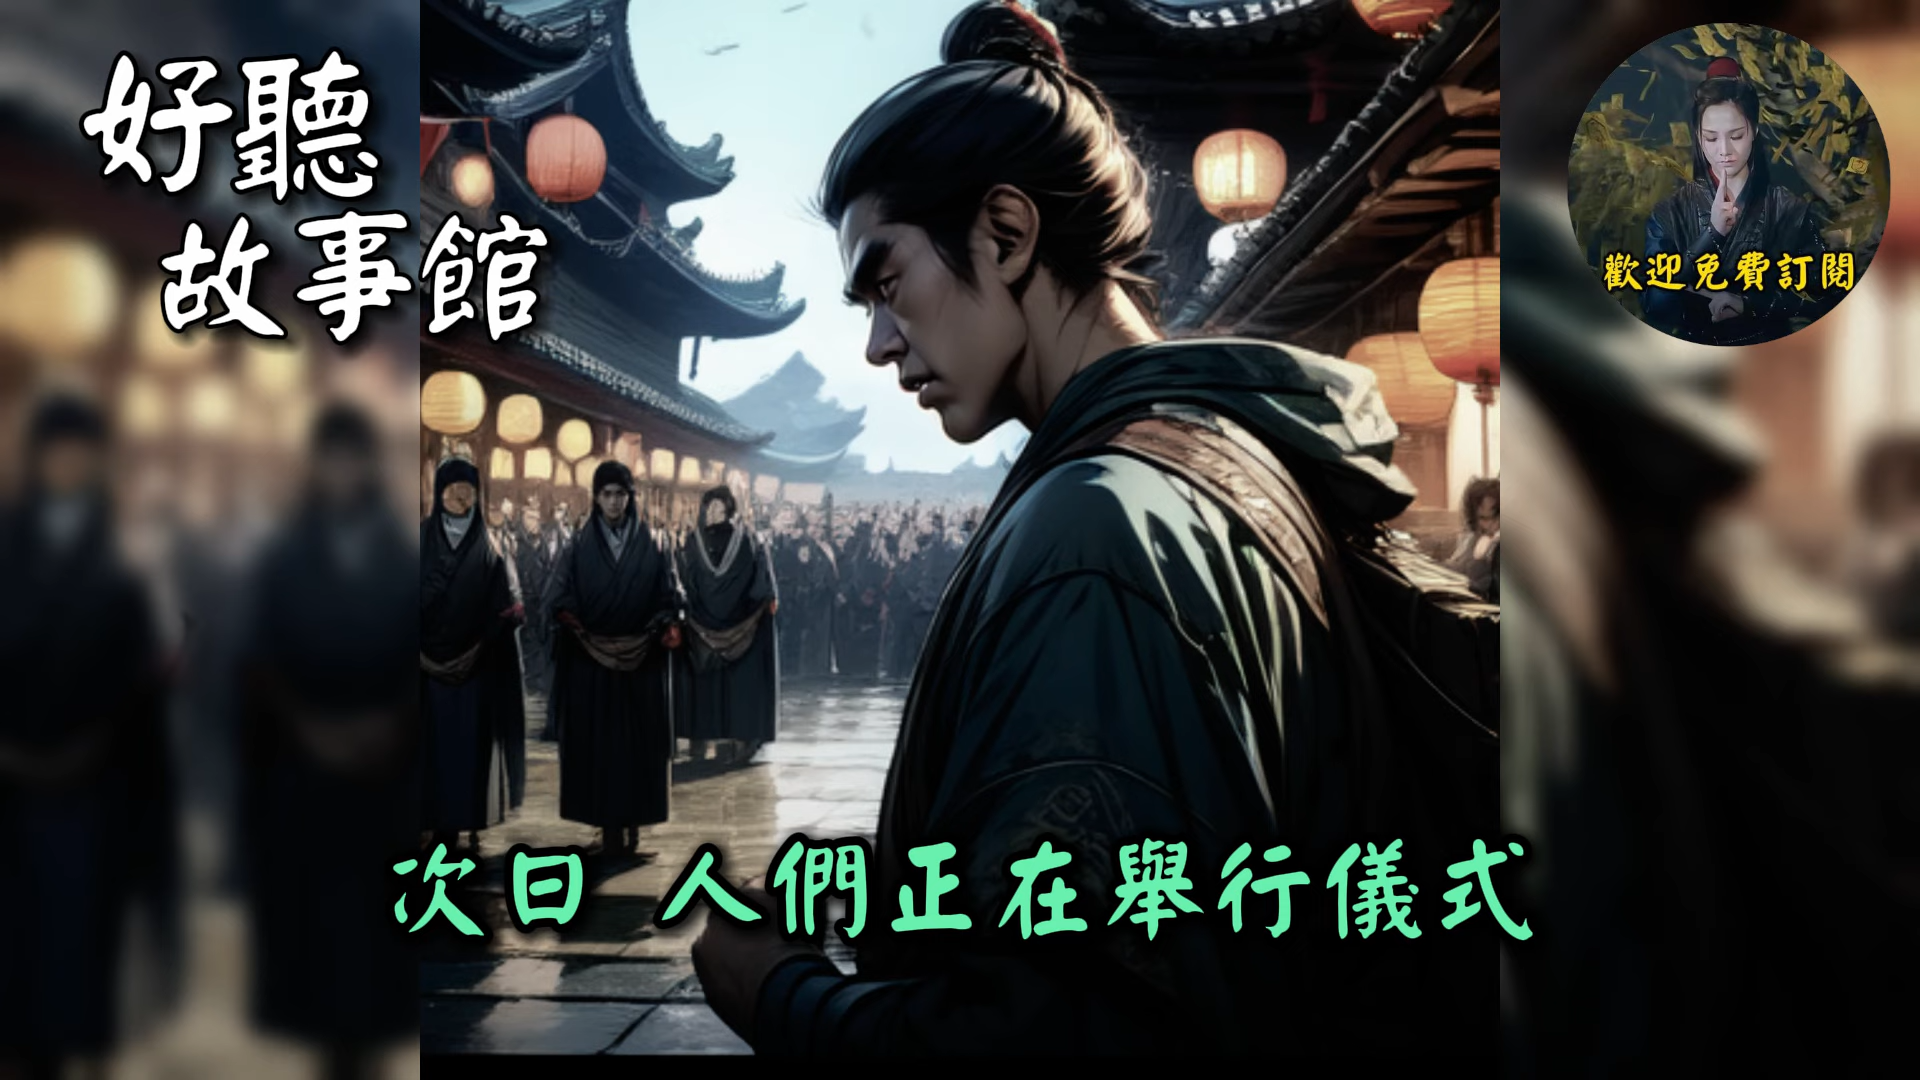 好聽
故事館
歡迎免費訂閱
次日 人們正在舉行儀式